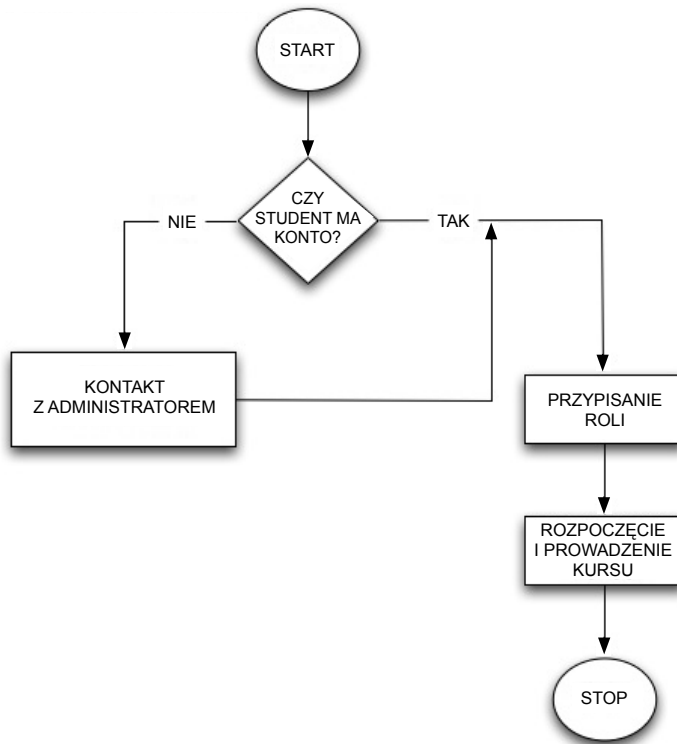 START
CZY
STUDENT MA
KONTO?
NIE
TAK
KONTAKT
Z ADMINISTRATOREM
PRZYPISANIE
ROLI
ROZPOCZĘCIE
I PROWADZENIE
KURSU
STOP